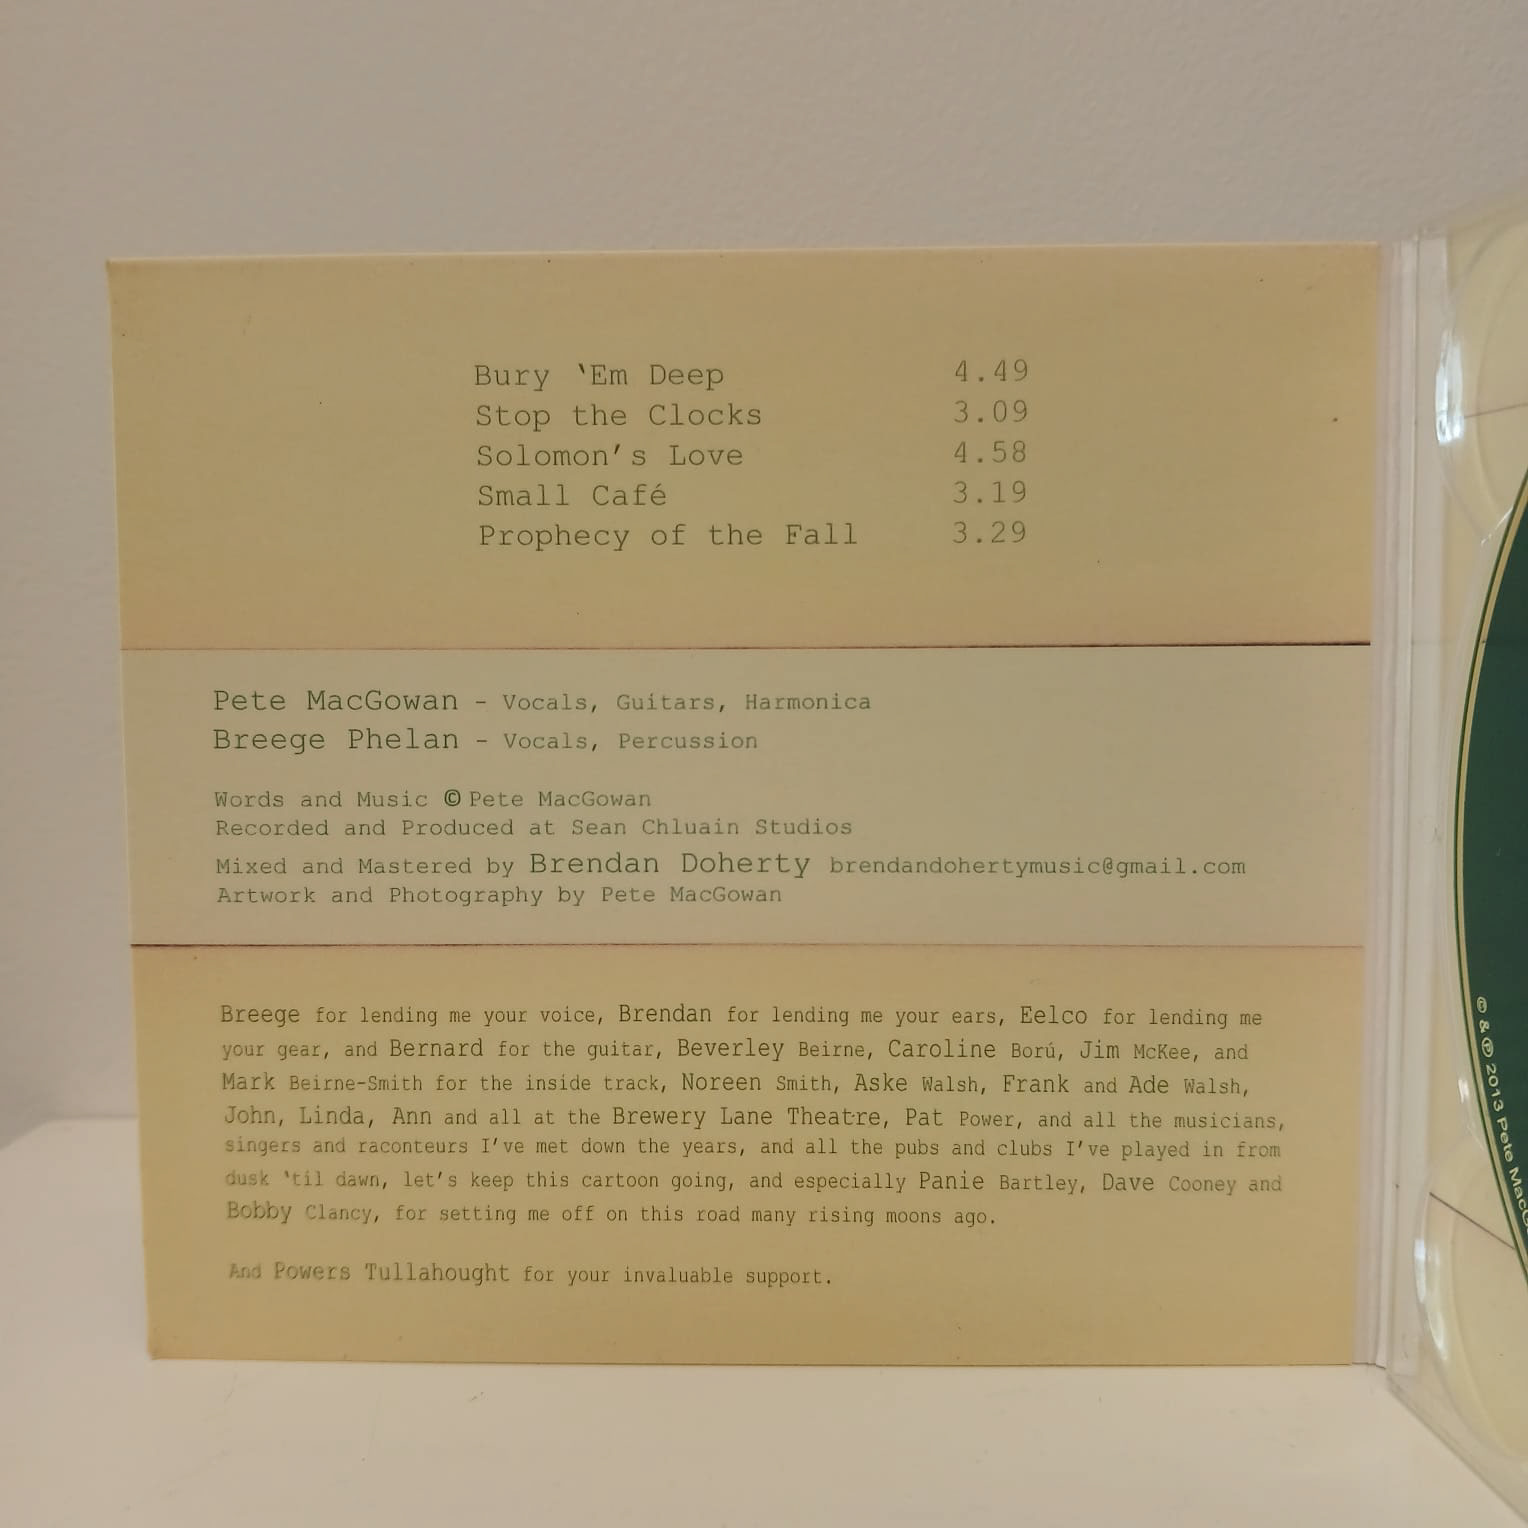 Bury ‛Em Deep 4.49
Stop the Clocks 3.09
Solomon’s Love 4.58
Small Café 3.19
Prophecy of the Fall 3.29
Pete MacGowan - Vocals, Guitars, Harmonica
Breege Phelan - Vocals, Percussion
Words and Music © Pete MacGowan
Recorded and Produced at Sean Chluain Studios
Mixed and Mastered by Brendan Doherty brendandohertymusic@gmail.com
Artwork and Photography by Pete MacGowan
Breege for lending me your voice, Brendan for lending me your ears, Eelco for lending me
your gear, and Bernard for the guitar, Beverley Beirne, Caroline Ború, Jim McKee, and
Mark Beirne-Smith for the inside track, Noreen Smith, Aske Walsh, Frank and Ade Walsh,
John, Linda, Ann and all at the Brewery Lane Theatre, Pat Power, and all the musicians,
singers and raconteurs I’ve met down the years, and all the pubs and clubs I’ve played in from
dusk ‛til dawn, let’s keep this cartoon going, and especially Panie Bartley, Dave Cooney and
Bobby Clancy, for setting me off on this road many rising moons ago.
And Powers Tullahought for your invaluable support.
© & ℗ 2013 Pete MacG